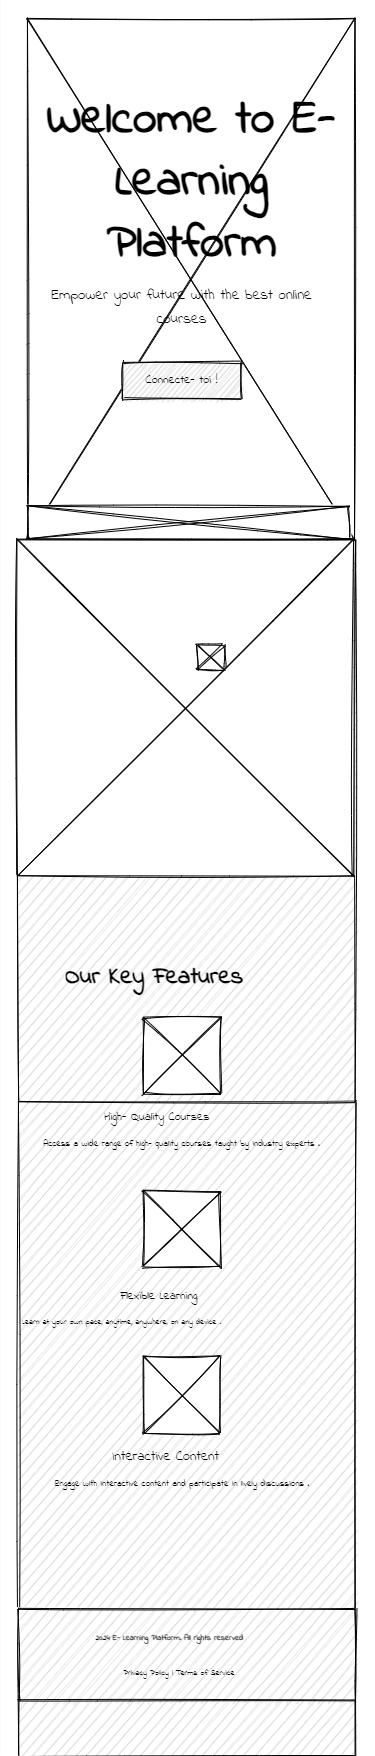 Welcome to E-
Learning
Platform
Empower your future with the best online
courses
Connecte- toi !
Our Key Features
High- Quality Courses
Access a wide range of high- quality courses taught by industry experts .
Flexible Learning
Learn at your own pace, anytime, anywhere, on any device .
Interactive Content
Engage with interactive content and participate in lively discussions .
2024 E- Learning Platform. All rights reserved
Privacy Policy | Terms of Service